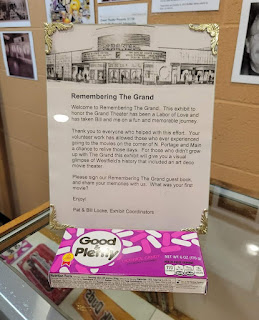 Remembering The Grand
Welcome to Remembering The Grand. This exhibit to
honor the Grand Theater has been a Labor of Love and
has taken Bill and me on a fun and memorable journey.
Thank you to everyone who helped with this effort. Your
volunteer work has allowed those who ever experienced
going to the movies on the corner of N. Portage and Main
a chance to relive those days. For those who didn't grow
up with The Grand this exhibit will give you a visual
glimpse of Westfield's history that included an art deco
movie theater.
Please sign our Remembering The Grand guest book
and share your memories with us. What was your first
movie?
Enjoy!
Pat & Bill Locke, Exhibit Coordinators
Good
Plenty
NET WT 6 OZ (170 g)